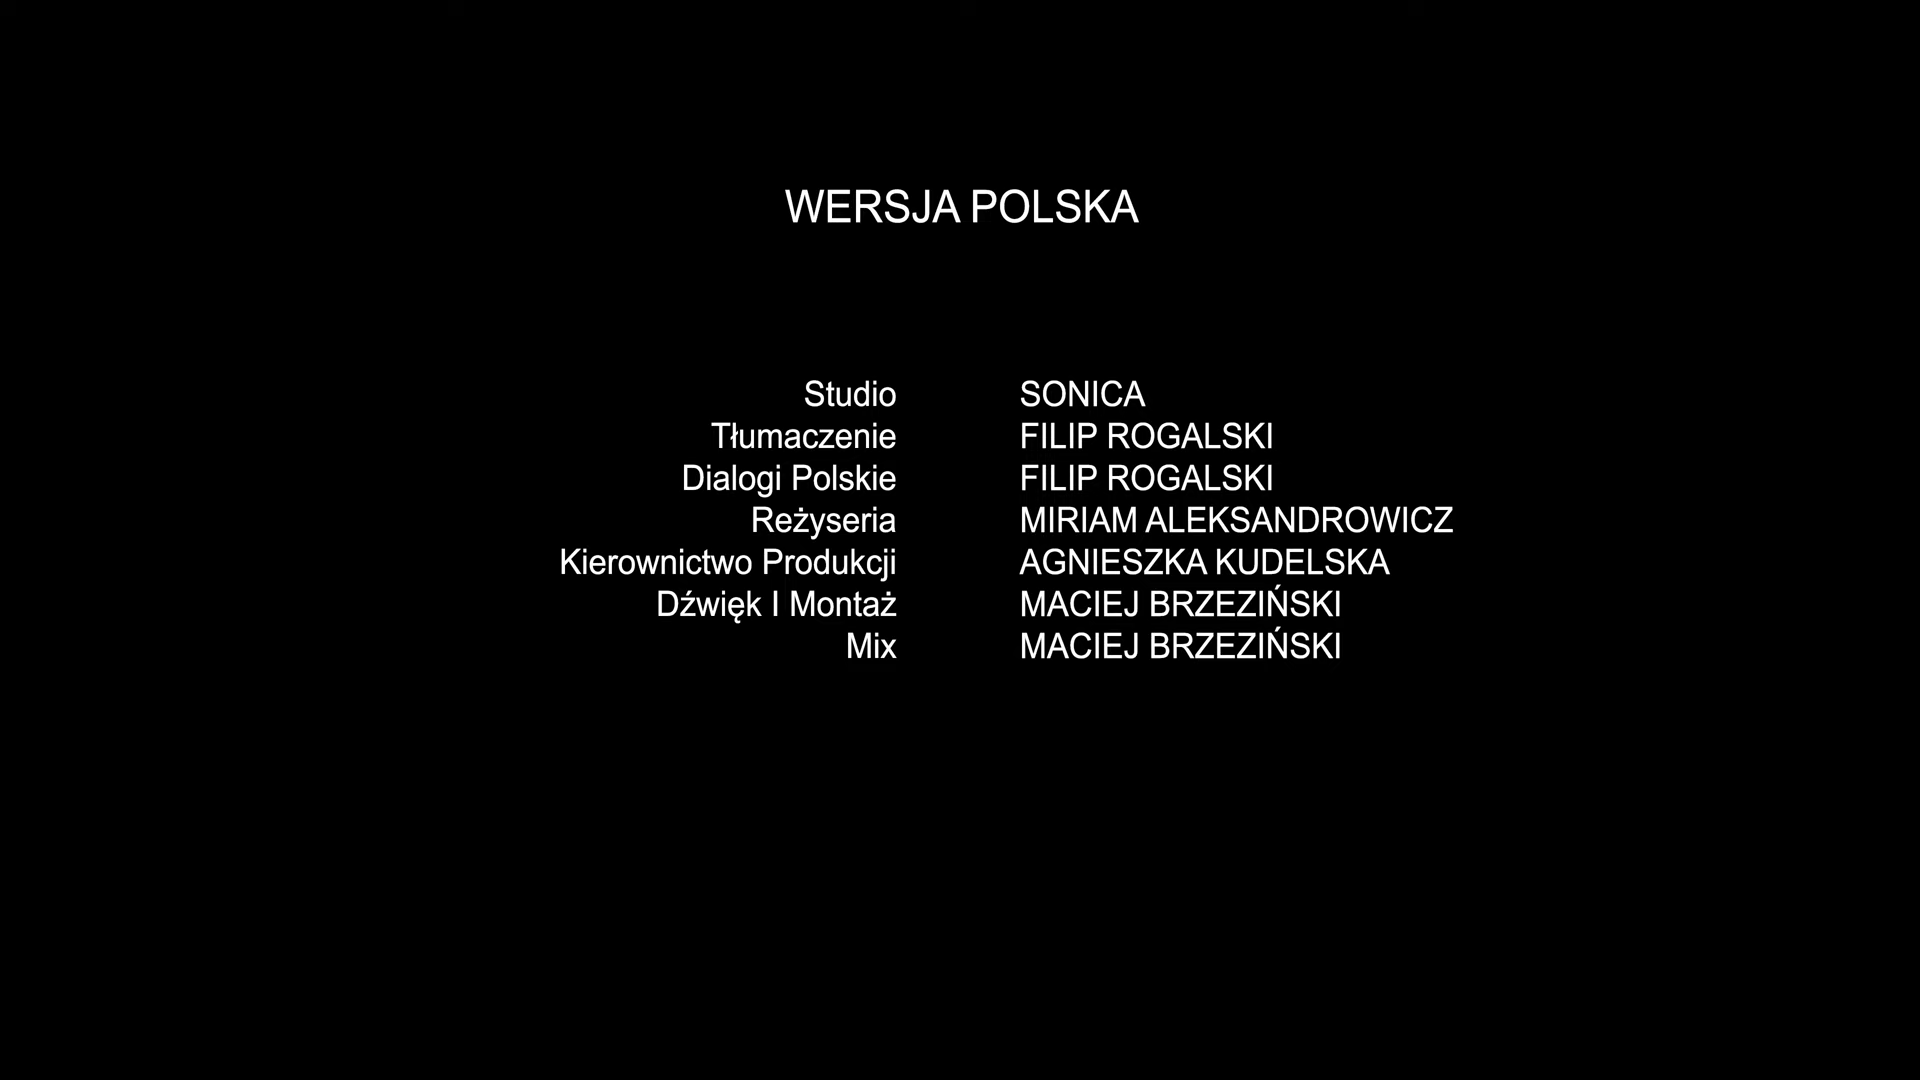 WERSJA POLSKA
Studio SONICA
Tłumaczenie FILIP ROGALSKI
Dialogi Polskie FILIP ROGALSKI
Reżyseria MIRIAM ALEKSANDROWICZ
Kierownictwo Produkcji AGNIESZKA KUDELSKA
Dźwięk I Montaż MACIEJ BRZEZIŃSKI
Mix MACIEJ BRZEZIŃSKI